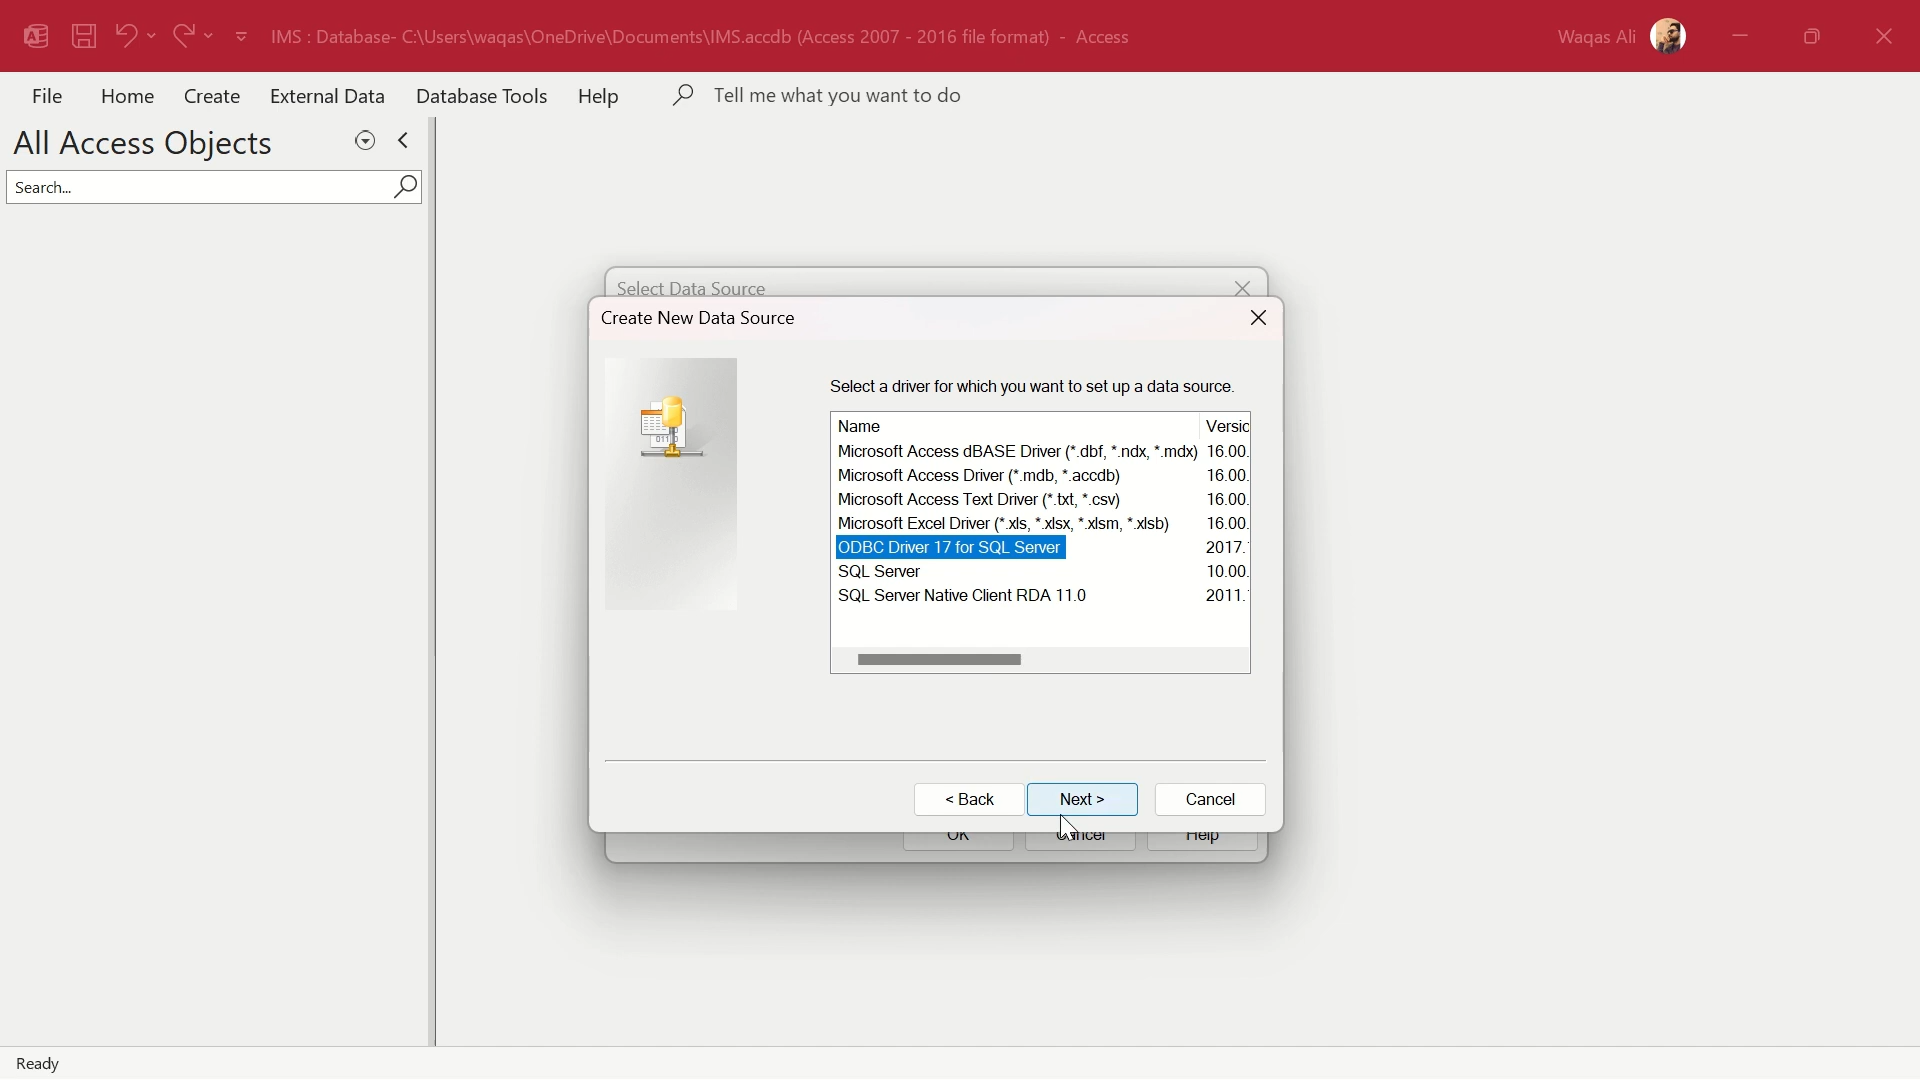 IMS : Database- C:\Users\waqas\OneDrive\Documents\IMS.accdb (Access 2007 - 2016 file format) - Access
Waqas Ali
File Home Create External Data Database Tools Help Tell me what you want to do
All Access Objects
Search...
Select Data Source
Create New Data Source
Select a driver for which you want to set up a data source.
Name Versio
Microsoft Access dBASE Driver (*.dbf, *.ndx, *.mdx) 16.00.
Microsoft Access Driver (*.mdb, *.accdb) 16.00.
Microsoft Access Text Driver (*.txt, *.csv) 16.00.
Microsoft Excel Driver (*.xls, *.xlsx, *.xlsm, *.xlsb) 16.00.
ODBC Driver 17 for SQL Server 2017.
SQL Server 10.00.
SQL Server Native Client RDA 11.0 2011.
< Back Next > Cancel
OK Cancel Help
Ready